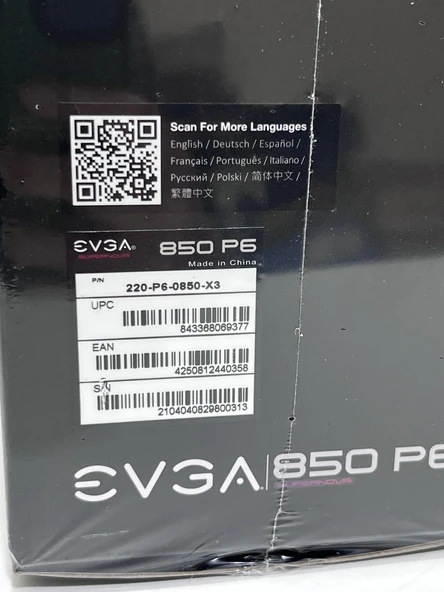 Scan For More Languages
English / Deutsch / Español /
Français / Português / Italiano /
Русский / Polski / 简体中文 /
繁體中文
EVGA® 850 P6
SUPERNOVA
Made in China
P/N 220-P6-0850-X3
UPC
843368069377
EAN
4250812440358
S/N
2104040829800313
EVGA. 850 P6
SUPERNOVA